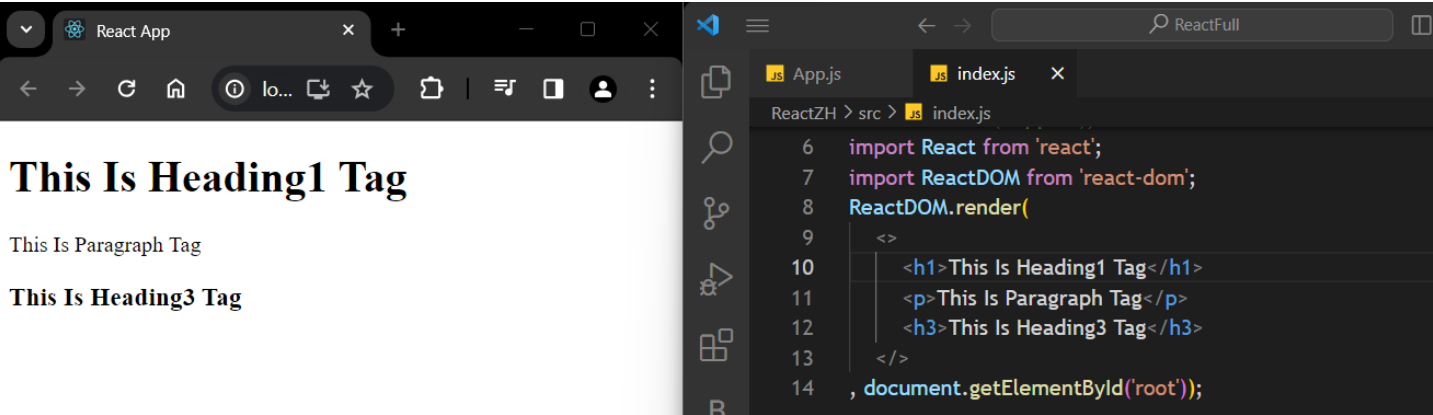 React App
lo...
This Is Heading1 Tag
This Is Paragraph Tag
This Is Heading3 Tag
ReactFull
JS App.js
JS index.js
ReactZH > src > JS index.js
6 import React from 'react';
7 import ReactDOM from 'react-dom';
8 ReactDOM.render(
9 <>
10 <h1>This Is Heading1 Tag</h1>
11 <p>This Is Paragraph Tag</p>
12 <h3>This Is Heading3 Tag</h3>
13 </>
14 , document.getElementById('root'));